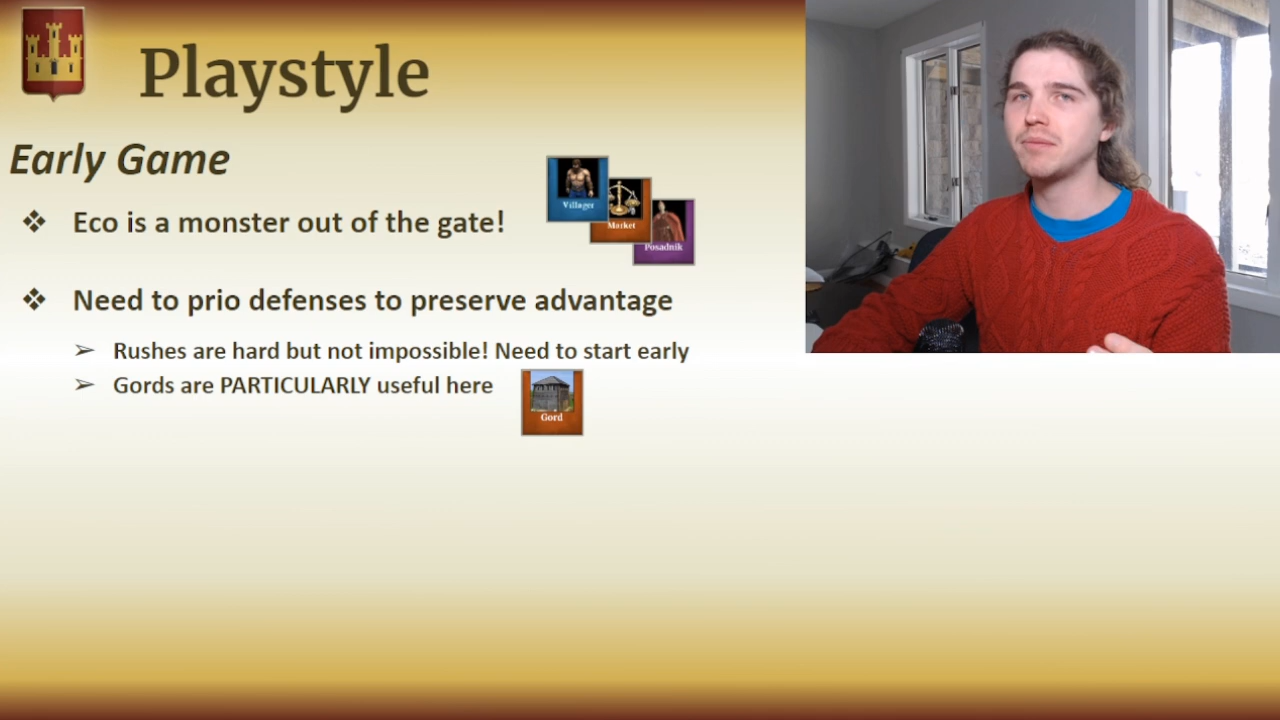 Playstyle
Early Game
Eco is a monster out of the gate!
Villager
Market
Posadnik
Need to prio defenses to preserve advantage
Rushes are hard but not impossible! Need to start early
Gords are PARTICULARLY useful here
Gord